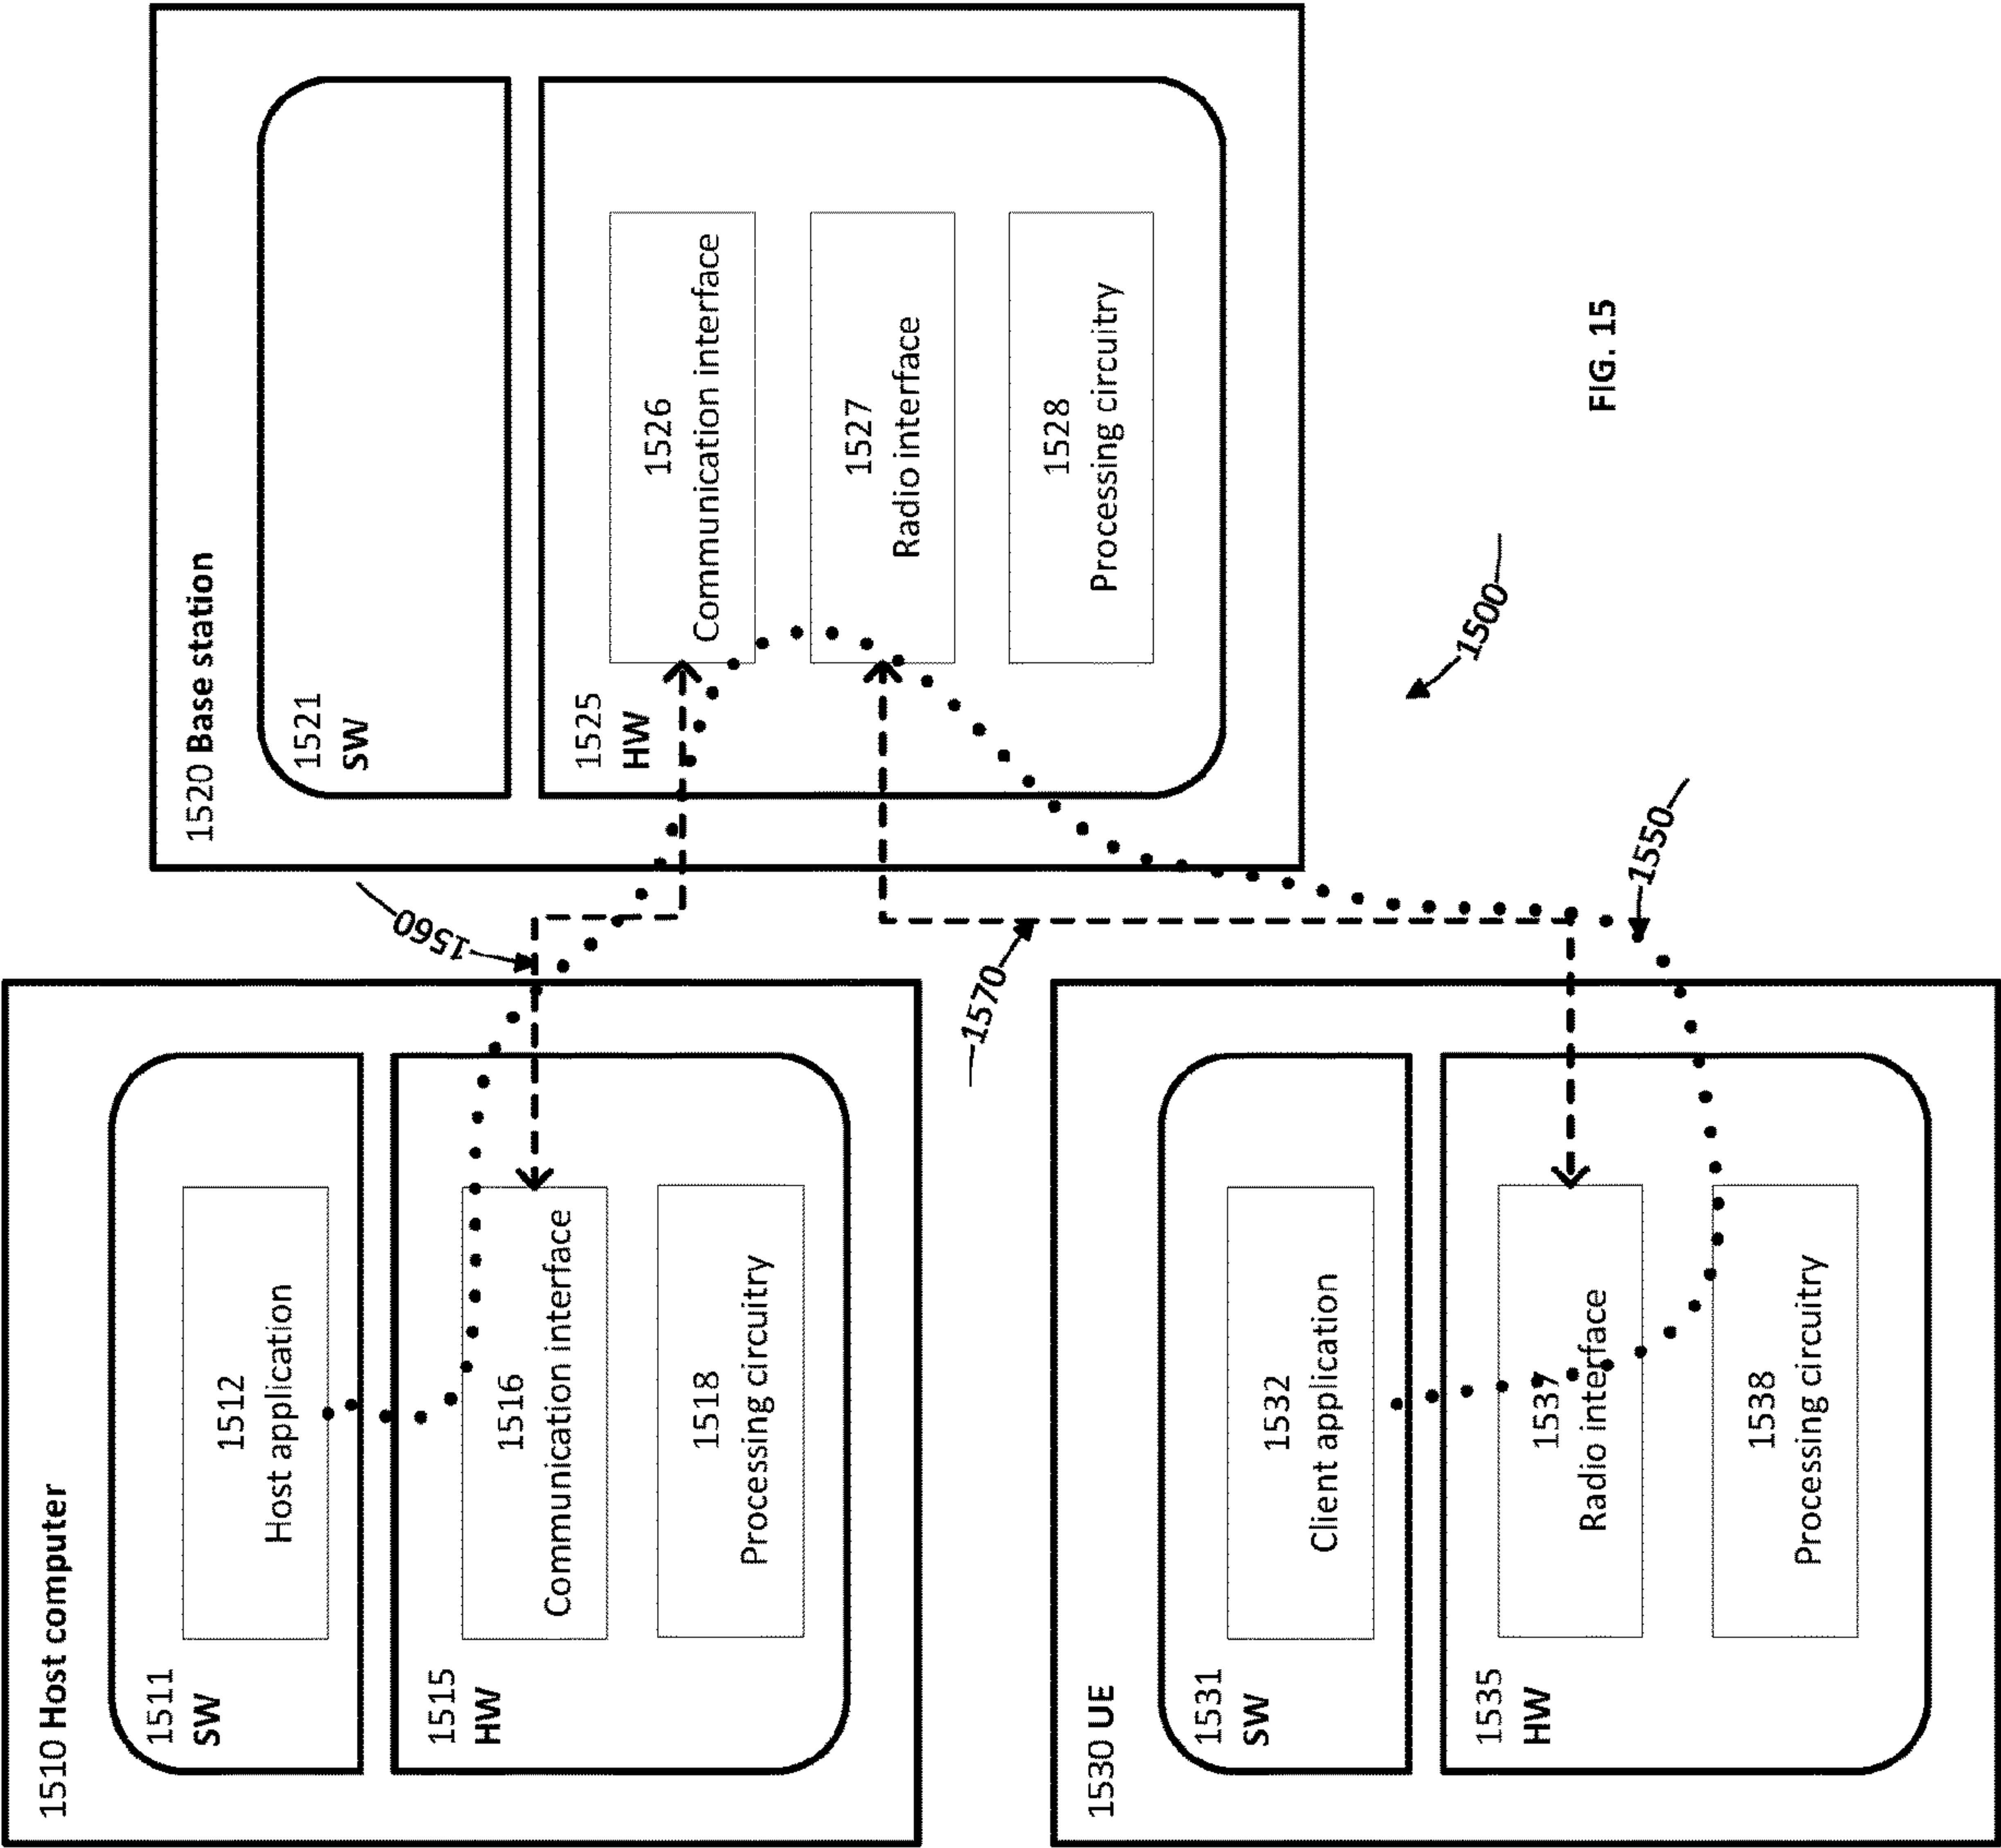 1510 Host computer
1511
SW
1512
Host application
1515
HW
1516
Communication interface
1518
Processing circuitry
1530 UE
1531
SW
1532
Client application
1535
HW
1537
Radio interface
1538
Processing circuitry
1520 Base station
1521
SW
1525
HW
1526
Communication interface
1527
Radio interface
1528
Processing circuitry
1560
1570
1550
1500
FIG. 15